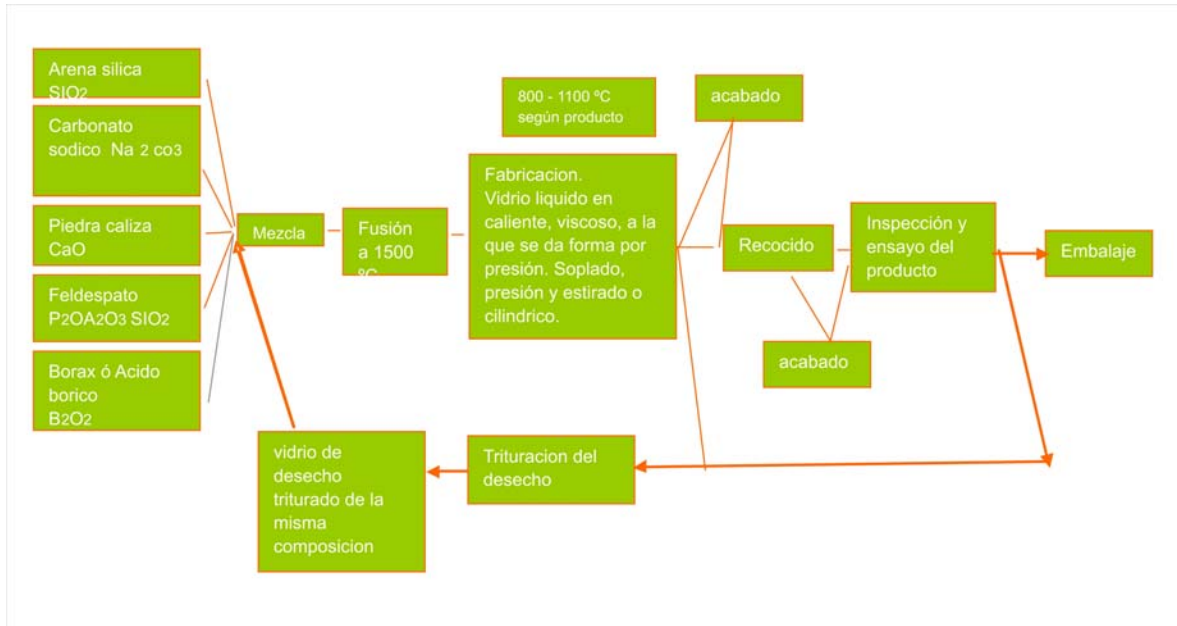 Arena silica
SIO2
Carbonato
sodico Na 2 co3
Piedra caliza
CaO
Feldespato
P2OA2O3 SIO2
Borax ó Acido
borico
B2O2
Mezcla
Fusión
a 1500
ºC
800 - 1100 ºC
según producto
Fabricacion.
Vidrio liquido en
caliente, viscoso, a la
que se da forma por
presión. Soplado,
presión y estirado o
cilindrico.
acabado
Recocido
acabado
Inspección y
ensayo del
producto
Embalaje
Trituracion del
desecho
vidrio de
desecho
triturado de la
misma
composicion